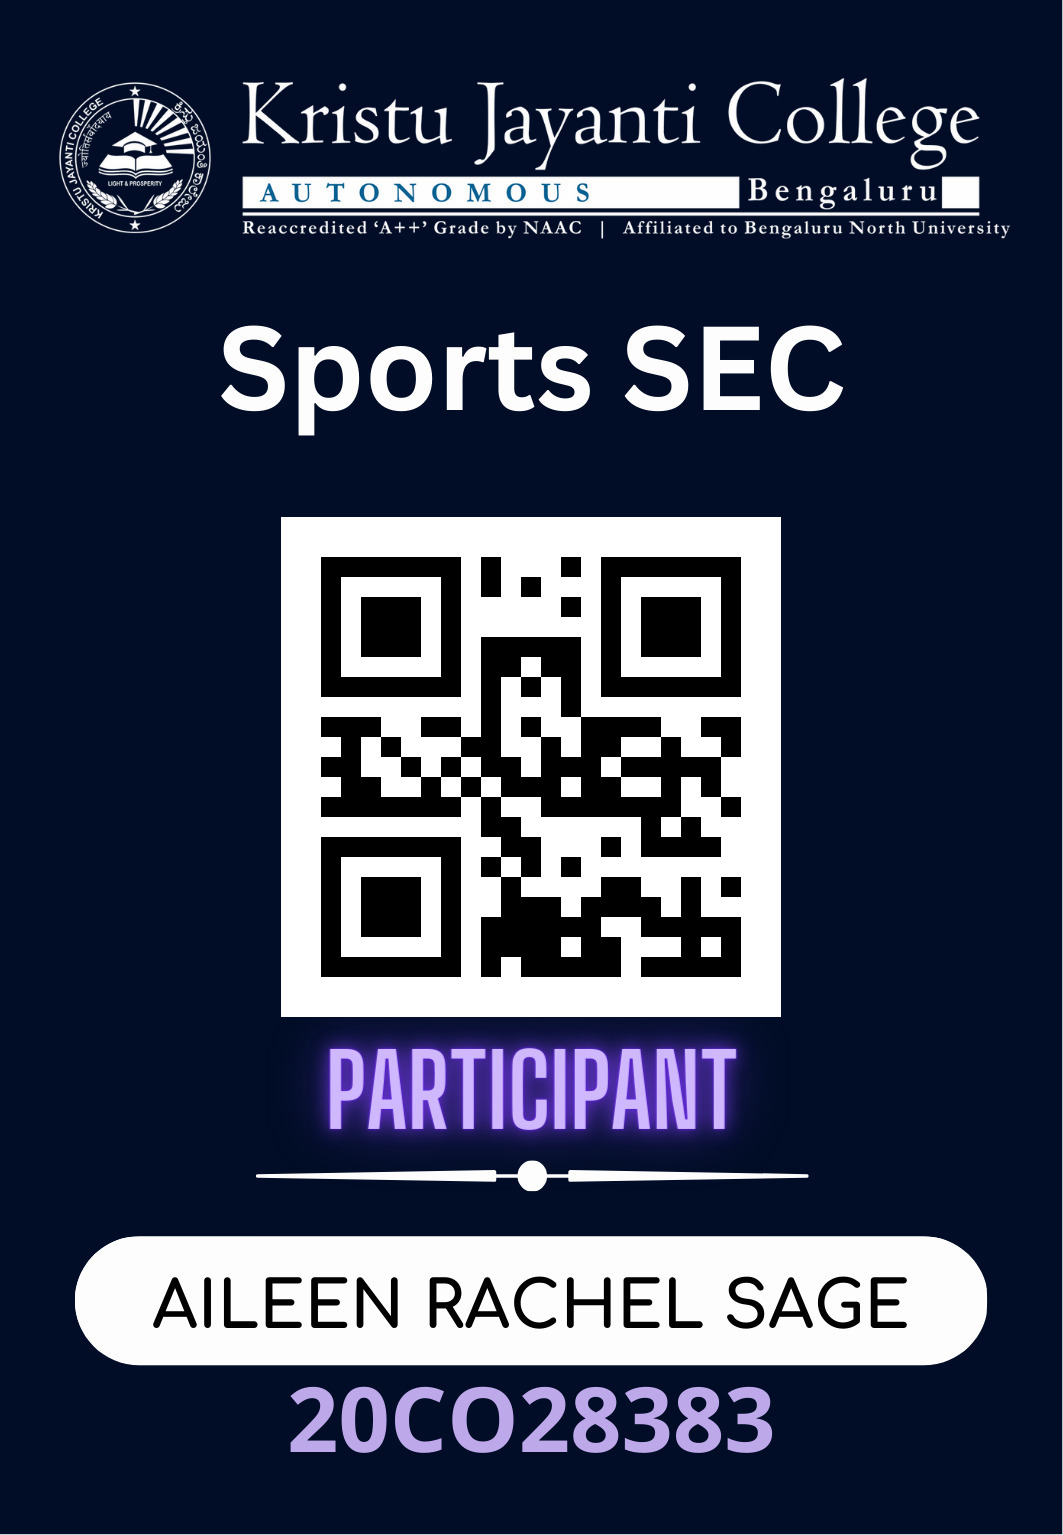 Kristu Jayanti College
AUTONOMOUS Bengaluru
Reaccredited ‘A++’ Grade by NAAC | Affiliated to Bengaluru North University
KRISTU JAYANTI COLLEGE
ಕ್ರಿಸ್ತು ಜಯಂತಿ ಕಾಲೇಜು
LIGHT & PROSPERITY
Sports SEC
PARTICIPANT
AILEEN RACHEL SAGE
20CO28383